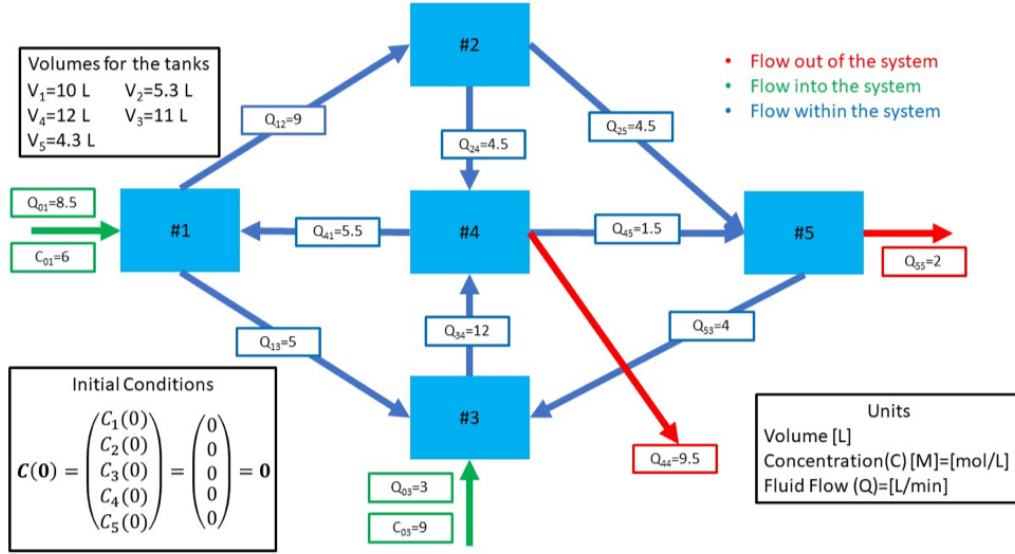 #2
Volumes for the tanks
V₁=10 L V₂=5.3 L
V₄=12 L V₃=11 L
V₅=4.3 L
• Flow out of the system
• Flow into the system
• Flow within the system
Q₁₂=9
Q₂₅=4.5
Q₂₄=4.5
Q₀₁=8.5
C₀₁=6
#1
Q₄₁=5.5
#4
Q₄₅=1.5
#5
Q₅₅=2
Q₁₃=5
Q₃₄=12
Q₅₃=4
#3
Initial Conditions
C(0) = (C₁(0) C₂(0) C₃(0) C₄(0) C₅(0)) = (0 0 0 0 0) = 0
Q₄₄=9.5
Q₀₃=3
C₀₃=9
Units
Volume [L]
Concentration(C) [M]=[mol/L]
Fluid Flow (Q)=[L/min]